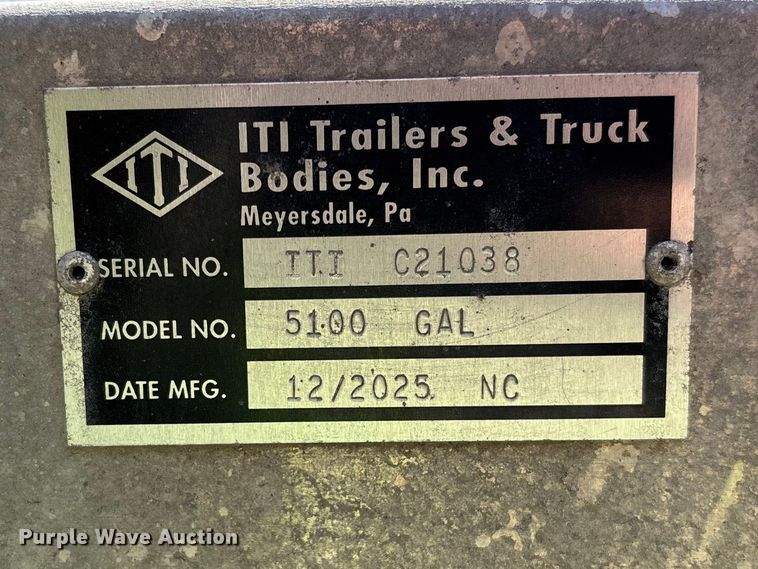 ITI
ITI Trailers & Truck
Bodies, Inc.
Meyersdale, Pa
SERIAL NO. ITI C21038
MODEL NO. 5100 GAL
DATE MFG. 12/2025 NC
Purple Wave Auction